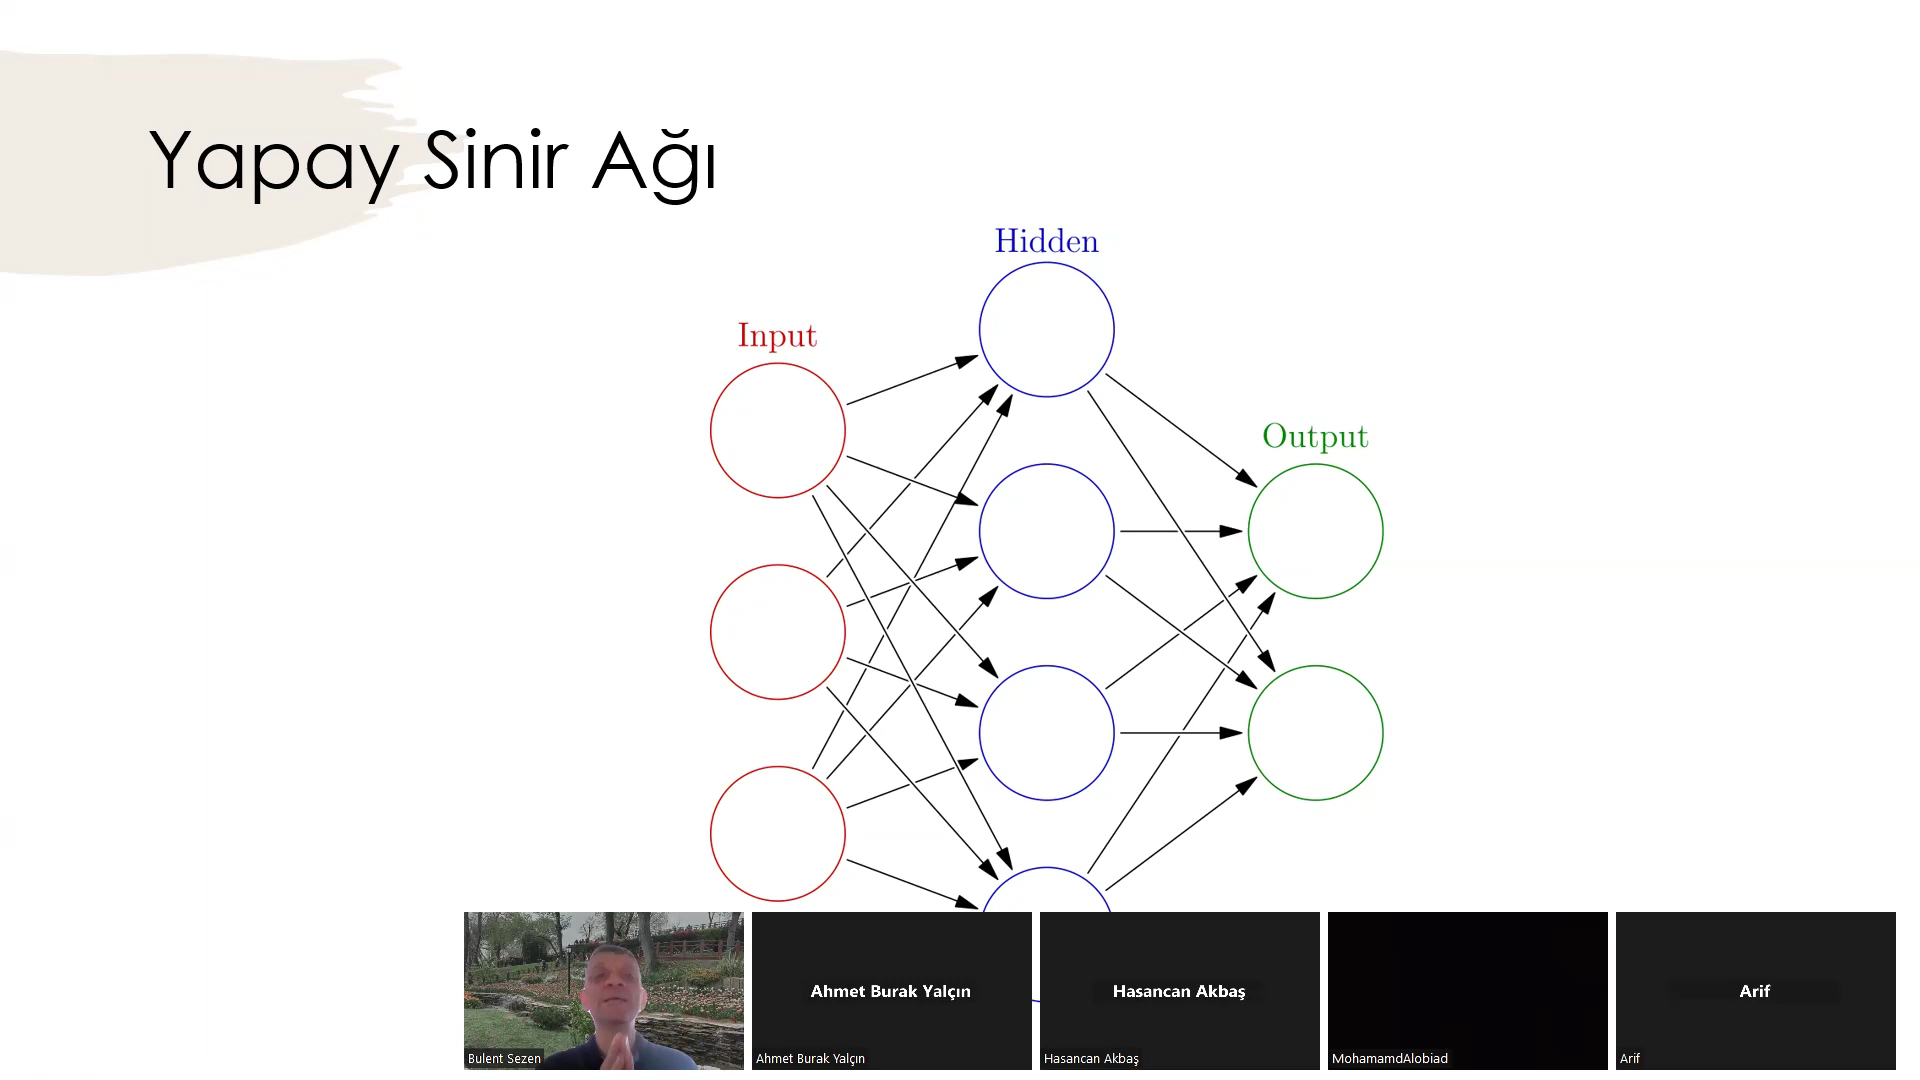 Yapay Sinir Ağı
Hidden
Input
Output
Ahmet Burak Yalçın
Hasancan Akbaş
Arif
Bulent Sezen
Ahmet Burak Yalçın
Hasancan Akbaş
MohamamdAlobiad
Arif